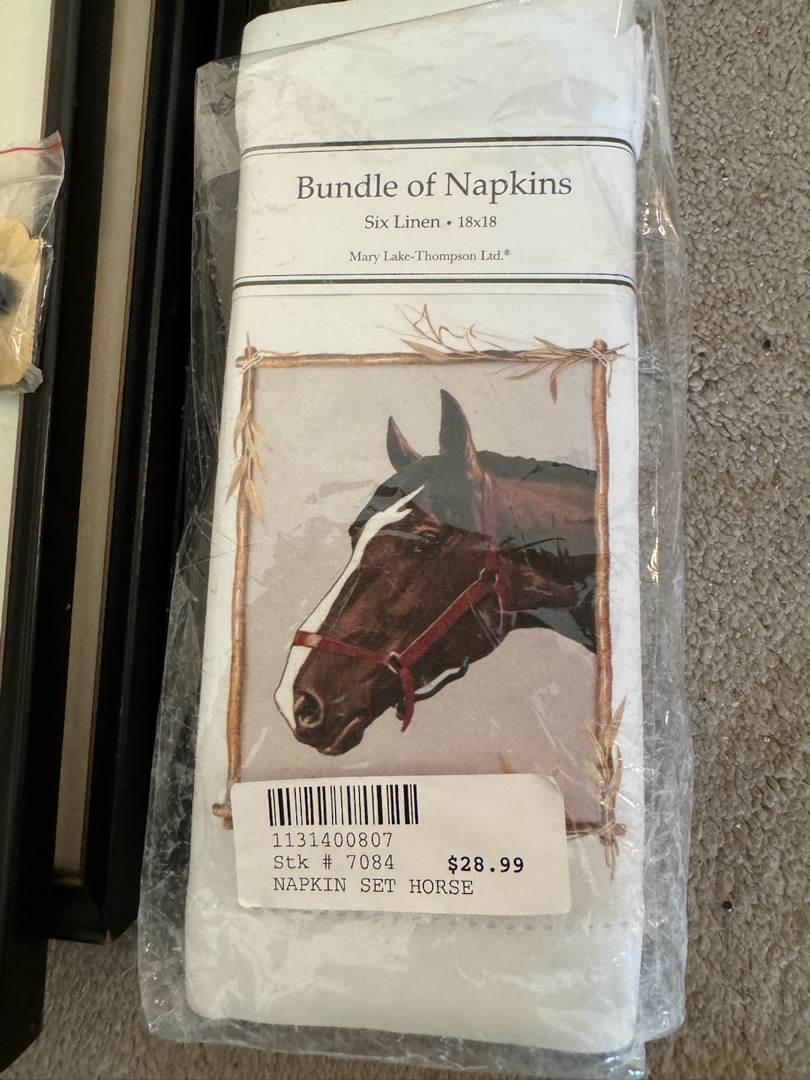 Bundle of Napkins
Six Linen • 18x18
Mary Lake-Thompson Ltd.®
1131400807
Stk # 7084 $28.99
NAPKIN SET HORSE